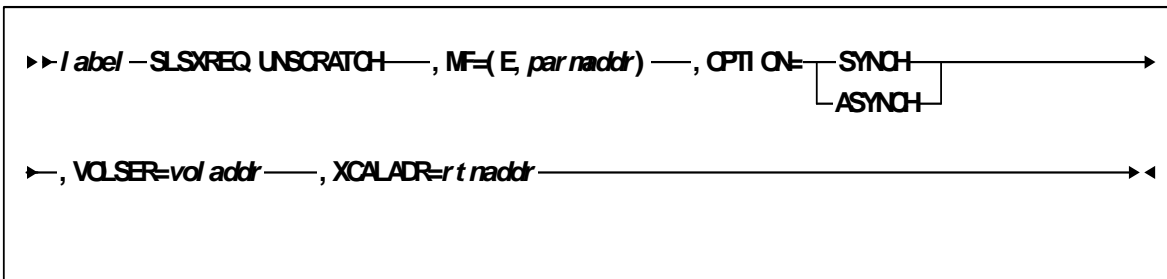 label SLSXREQ UNSCRATCH , MF=(E,parmaddr) , OPTION= SYNCH
ASYNCH
, VOLSER=voladdr , XCALADR=rtnaddr